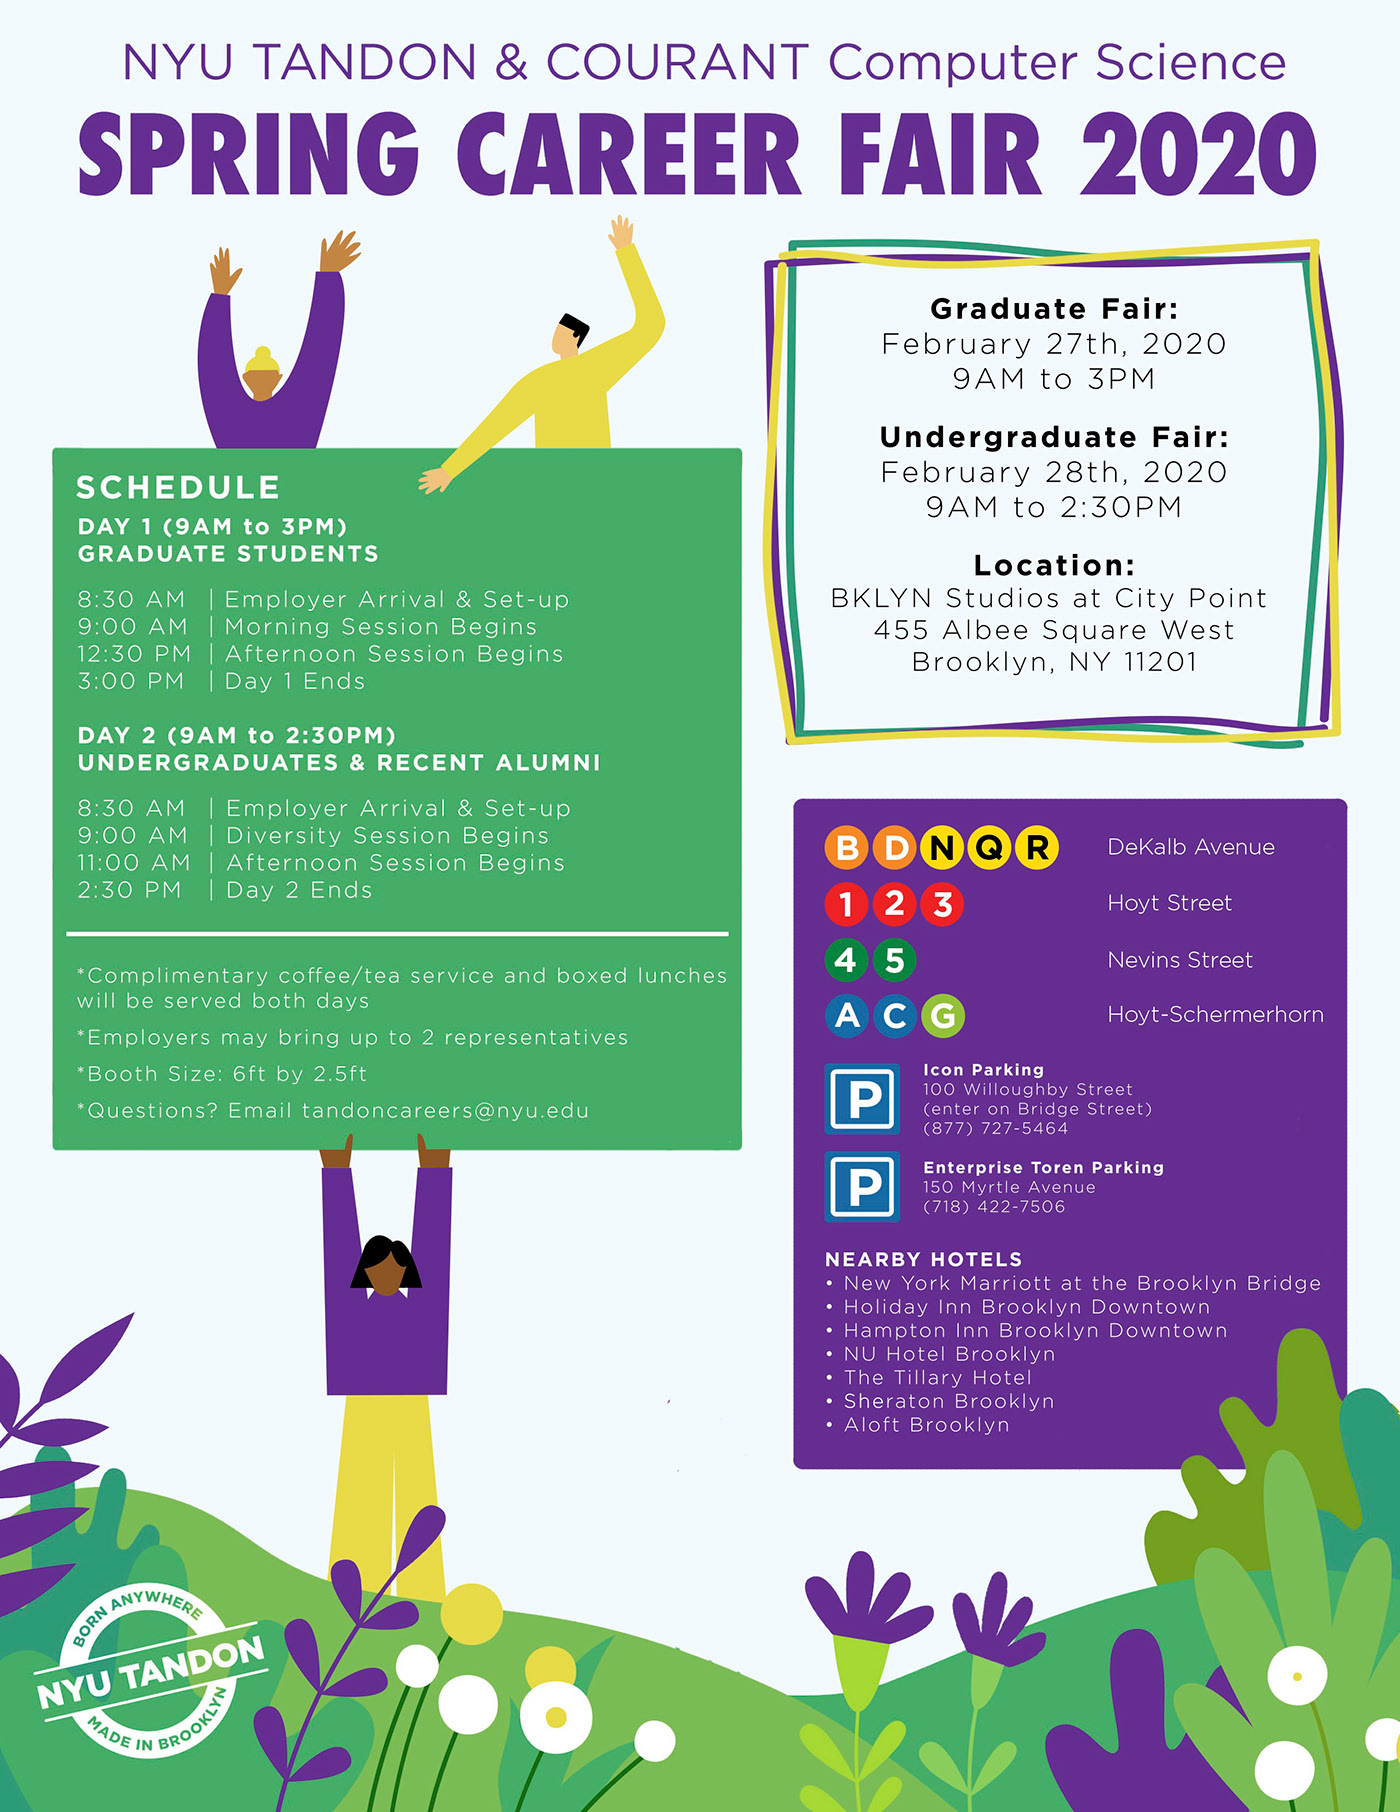 NYU TANDON & COURANT Computer Science
SPRING CAREER FAIR 2020
Graduate Fair:
February 27th, 2020
9AM to 3PM
Undergraduate Fair:
February 28th, 2020
9AM to 2:30PM
Location:
BKLYN Studios at City Point
455 Albee Square West
Brooklyn, NY 11201
SCHEDULE
DAY 1 (9AM to 3PM)
GRADUATE STUDENTS
8:30 AM | Employer Arrival & Set-up
9:00 AM | Morning Session Begins
12:30 PM | Afternoon Session Begins
3:00 PM | Day 1 Ends
DAY 2 (9AM to 2:30PM)
UNDERGRADUATES & RECENT ALUMNI
8:30 AM | Employer Arrival & Set-up
9:00 AM | Diversity Session Begins
11:00 AM | Afternoon Session Begins
2:30 PM | Day 2 Ends
*Complimentary coffee/tea service and boxed lunches
will be served both days
*Employers may bring up to 2 representatives
*Booth Size: 6ft by 2.5ft
*Questions? Email tandoncareers@nyu.edu
B D N Q R DeKalb Avenue
1 2 3 Hoyt Street
4 5 Nevins Street
A C G Hoyt-Schermerhorn
P
Icon Parking
100 Willoughby Street
(enter on Bridge Street)
(877) 727-5464
P
Enterprise Toren Parking
150 Myrtle Avenue
(718) 422-7506
NEARBY HOTELS
• New York Marriott at the Brooklyn Bridge
• Holiday Inn Brooklyn Downtown
• Hampton Inn Brooklyn Downtown
• NU Hotel Brooklyn
• The Tillary Hotel
• Sheraton Brooklyn
• Aloft Brooklyn
BORN ANYWHERE
NYU TANDON
MADE IN BROOKLYN